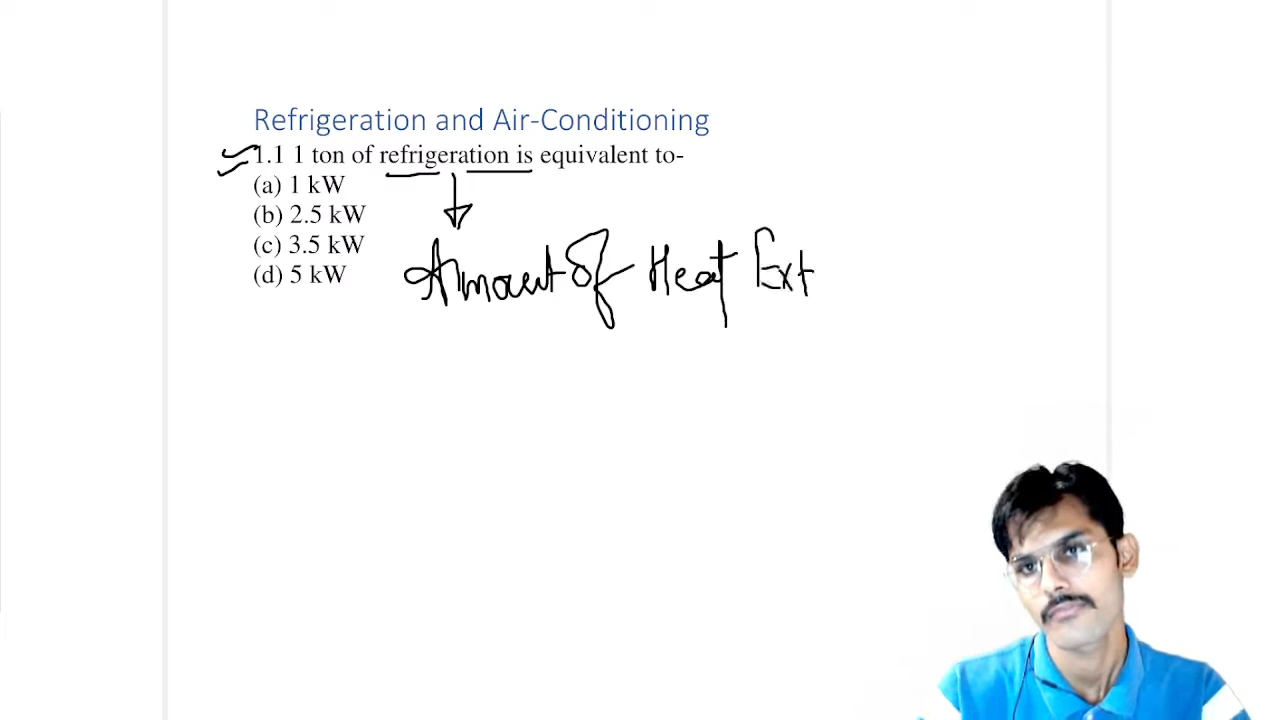 Refrigeration and Air-Conditioning
1.1 1 ton of refrigeration is equivalent to-
(a) 1 kW
(b) 2.5 kW
(c) 3.5 kW
(d) 5 kW
Amount Of Heat Ext